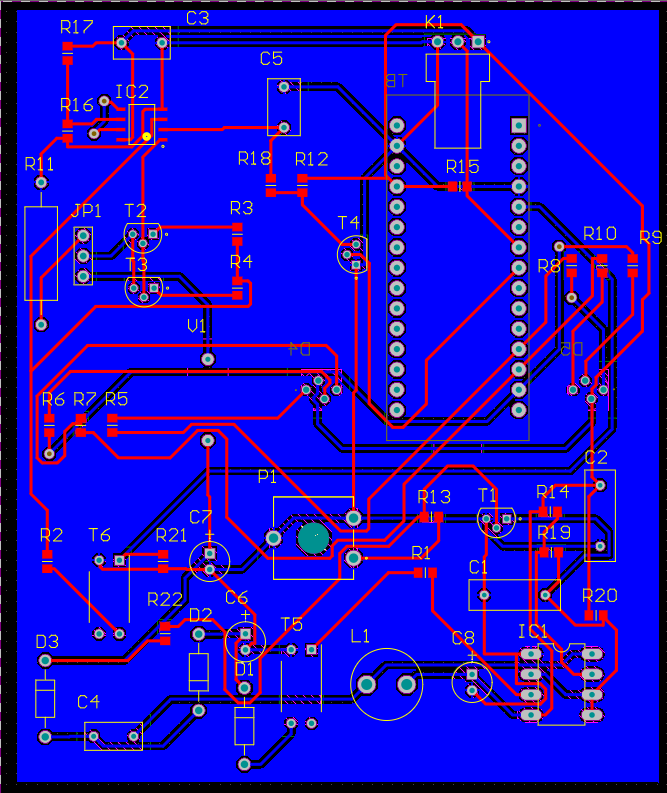 C3
K1
R17
C5
TB
IC2
R16
R18
R12
R11
R15
JP1
T2
R3
T4
R10
R9
T3
R4
R8
V1
D4
D5
R6
R7
R5
C2
P1
R13
T1
R14
C7
+
R2
T6
R21
R19
R1
C1
R22
C6
+
R20
D2
T5
L1
IC1
D3
D1
C8
+
C4